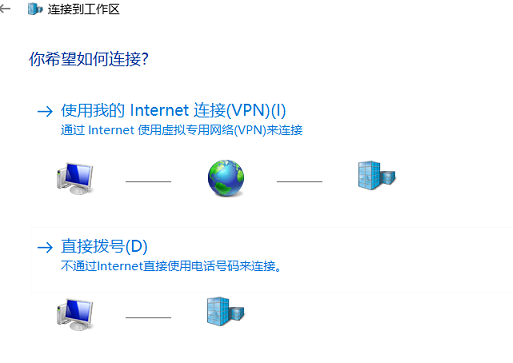 连接到工作区
你希望如何连接?
使用我的 Internet 连接(VPN)(I)
通过 Internet 使用虚拟专用网络(VPN)来连接
直接拨号(D)
不通过Internet直接使用电话号码来连接。